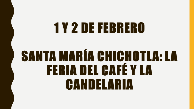 1 Y 2 DE FEBRERO
SANTA MARÍA CHICHOTLA: LA
FERIA DEL CAFÉ Y LA
CANDELARIA